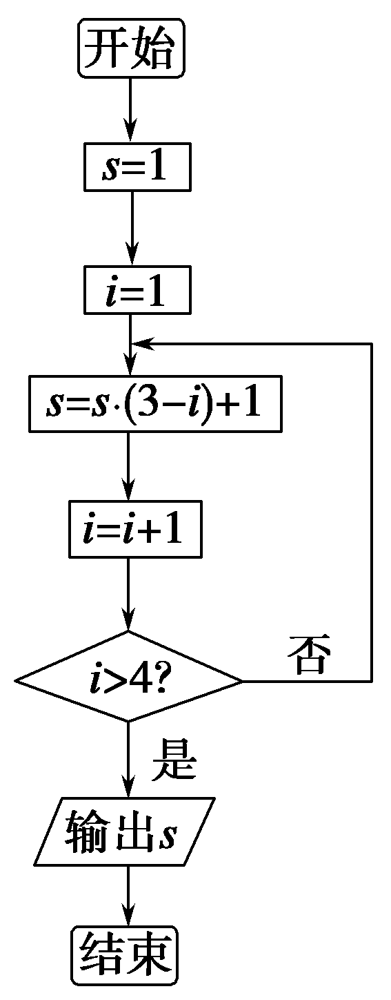 开始
s=1
i=1
s=s·(3-i)+1
i=i+1
i>4?
否
是
输出s
结束